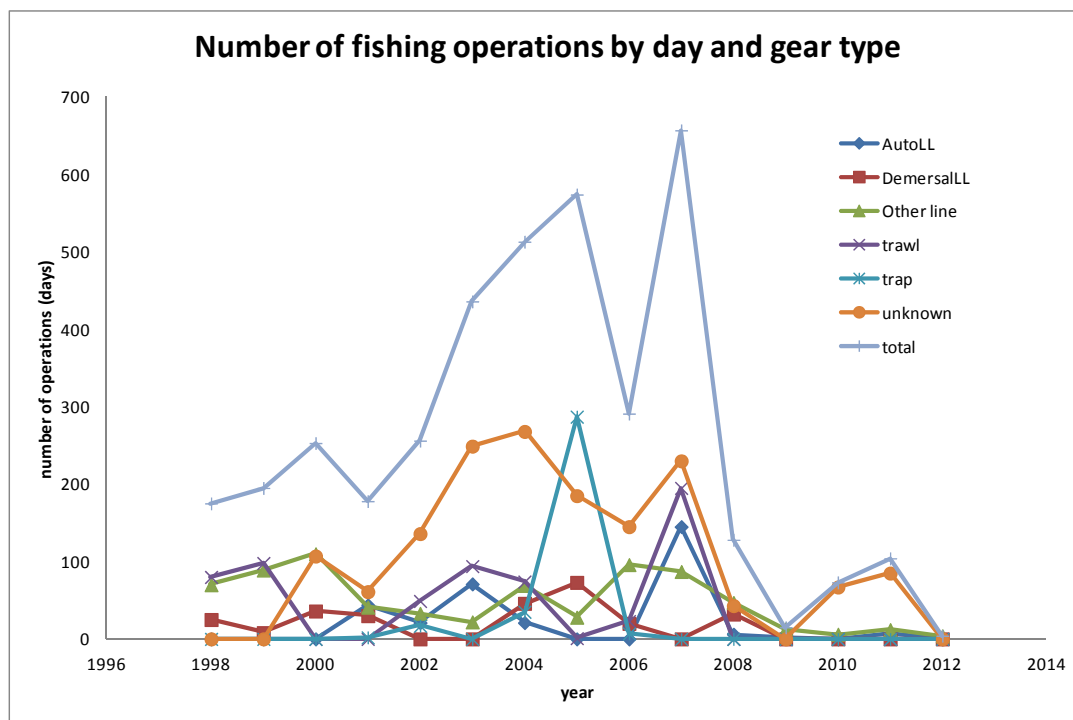 Number of fishing operations by day and gear type
700
600
500
400
300
200
100
0
number of operations (days)
AutoLL
DemersalLL
Other line
trawl
trap
unknown
total
1996 1998 2000 2002 2004 2006 2008 2010 2012 2014
year